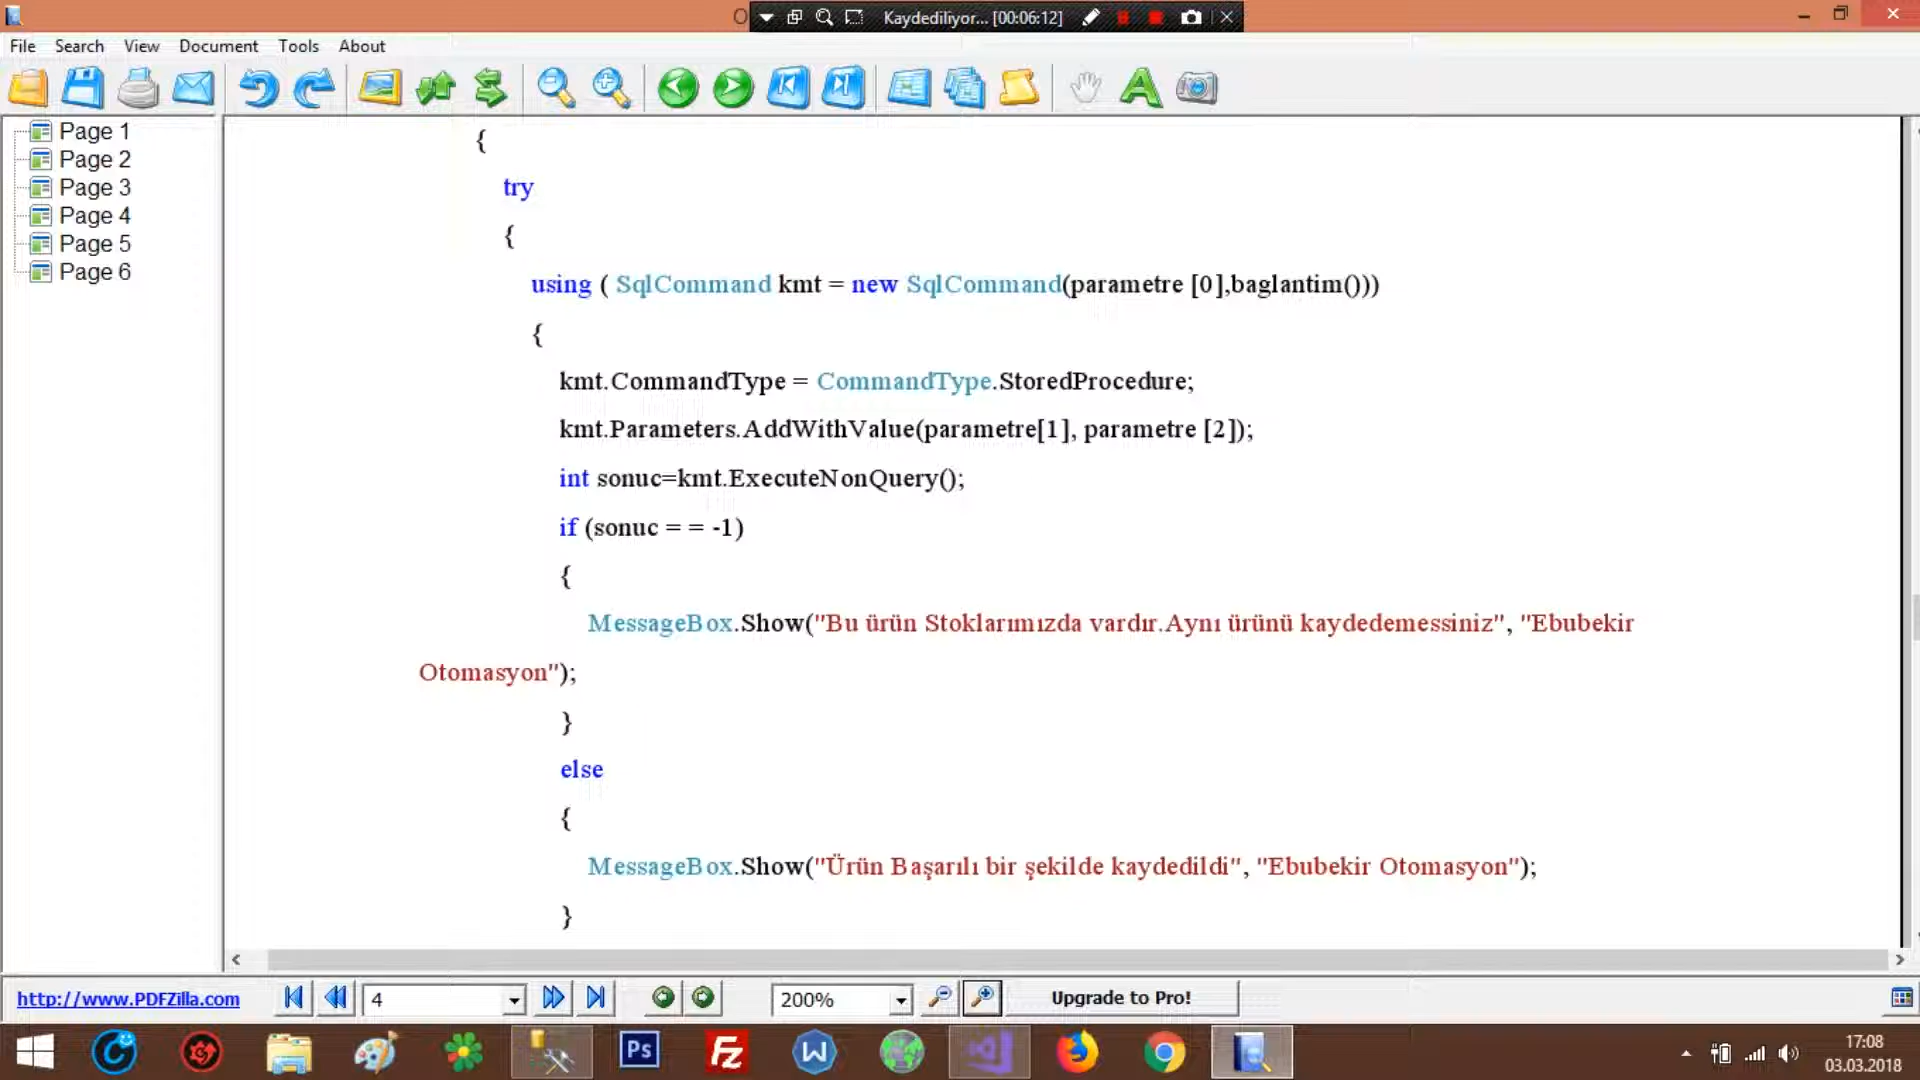 Kaydediliyor... [00:06:12]
File Search View Document Tools About
Page 1
Page 2
Page 3
Page 4
Page 5
Page 6
{
try
{
using ( SqlCommand kmt = new SqlCommand(parametre [0],baglantim()))
{
kmt.CommandType = CommandType.StoredProcedure;
kmt.Parameters.AddWithValue(parametre[1], parametre [2]);
int sonuc=kmt.ExecuteNonQuery();
if (sonuc = = -1)
{
MessageBox.Show("Bu ürün Stoklarımızda vardır.Aynı ürünü kaydedemessiniz", "Ebubekir
Otomasyon");
}
else
{
MessageBox.Show("Ürün Başarılı bir şekilde kaydedildi", "Ebubekir Otomasyon");
}
http://www.PDFZilla.com 4 200% Upgrade to Pro!
Ps Fz W
17:08
03.03.2018